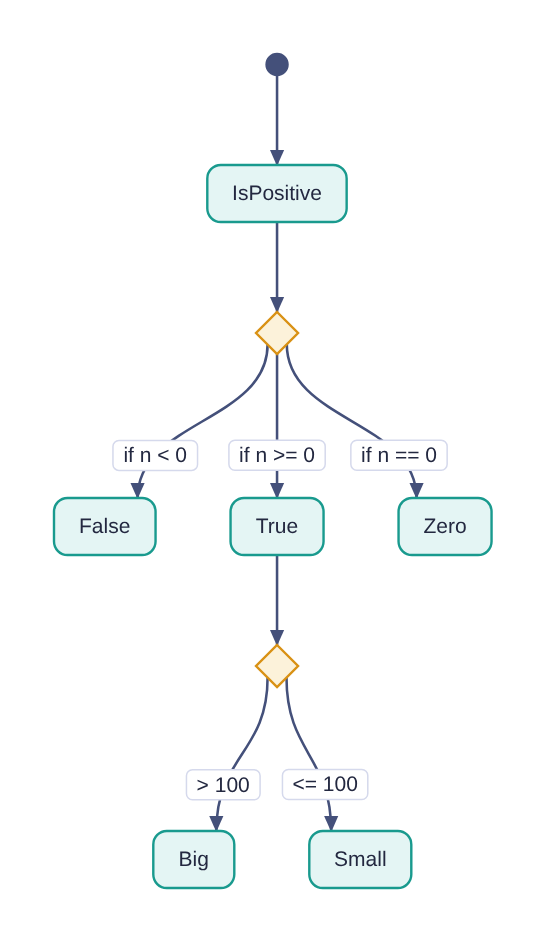 IsPositive
if n < 0
if n >= 0
if n == 0
False
True
Zero
> 100
<= 100
Big
Small